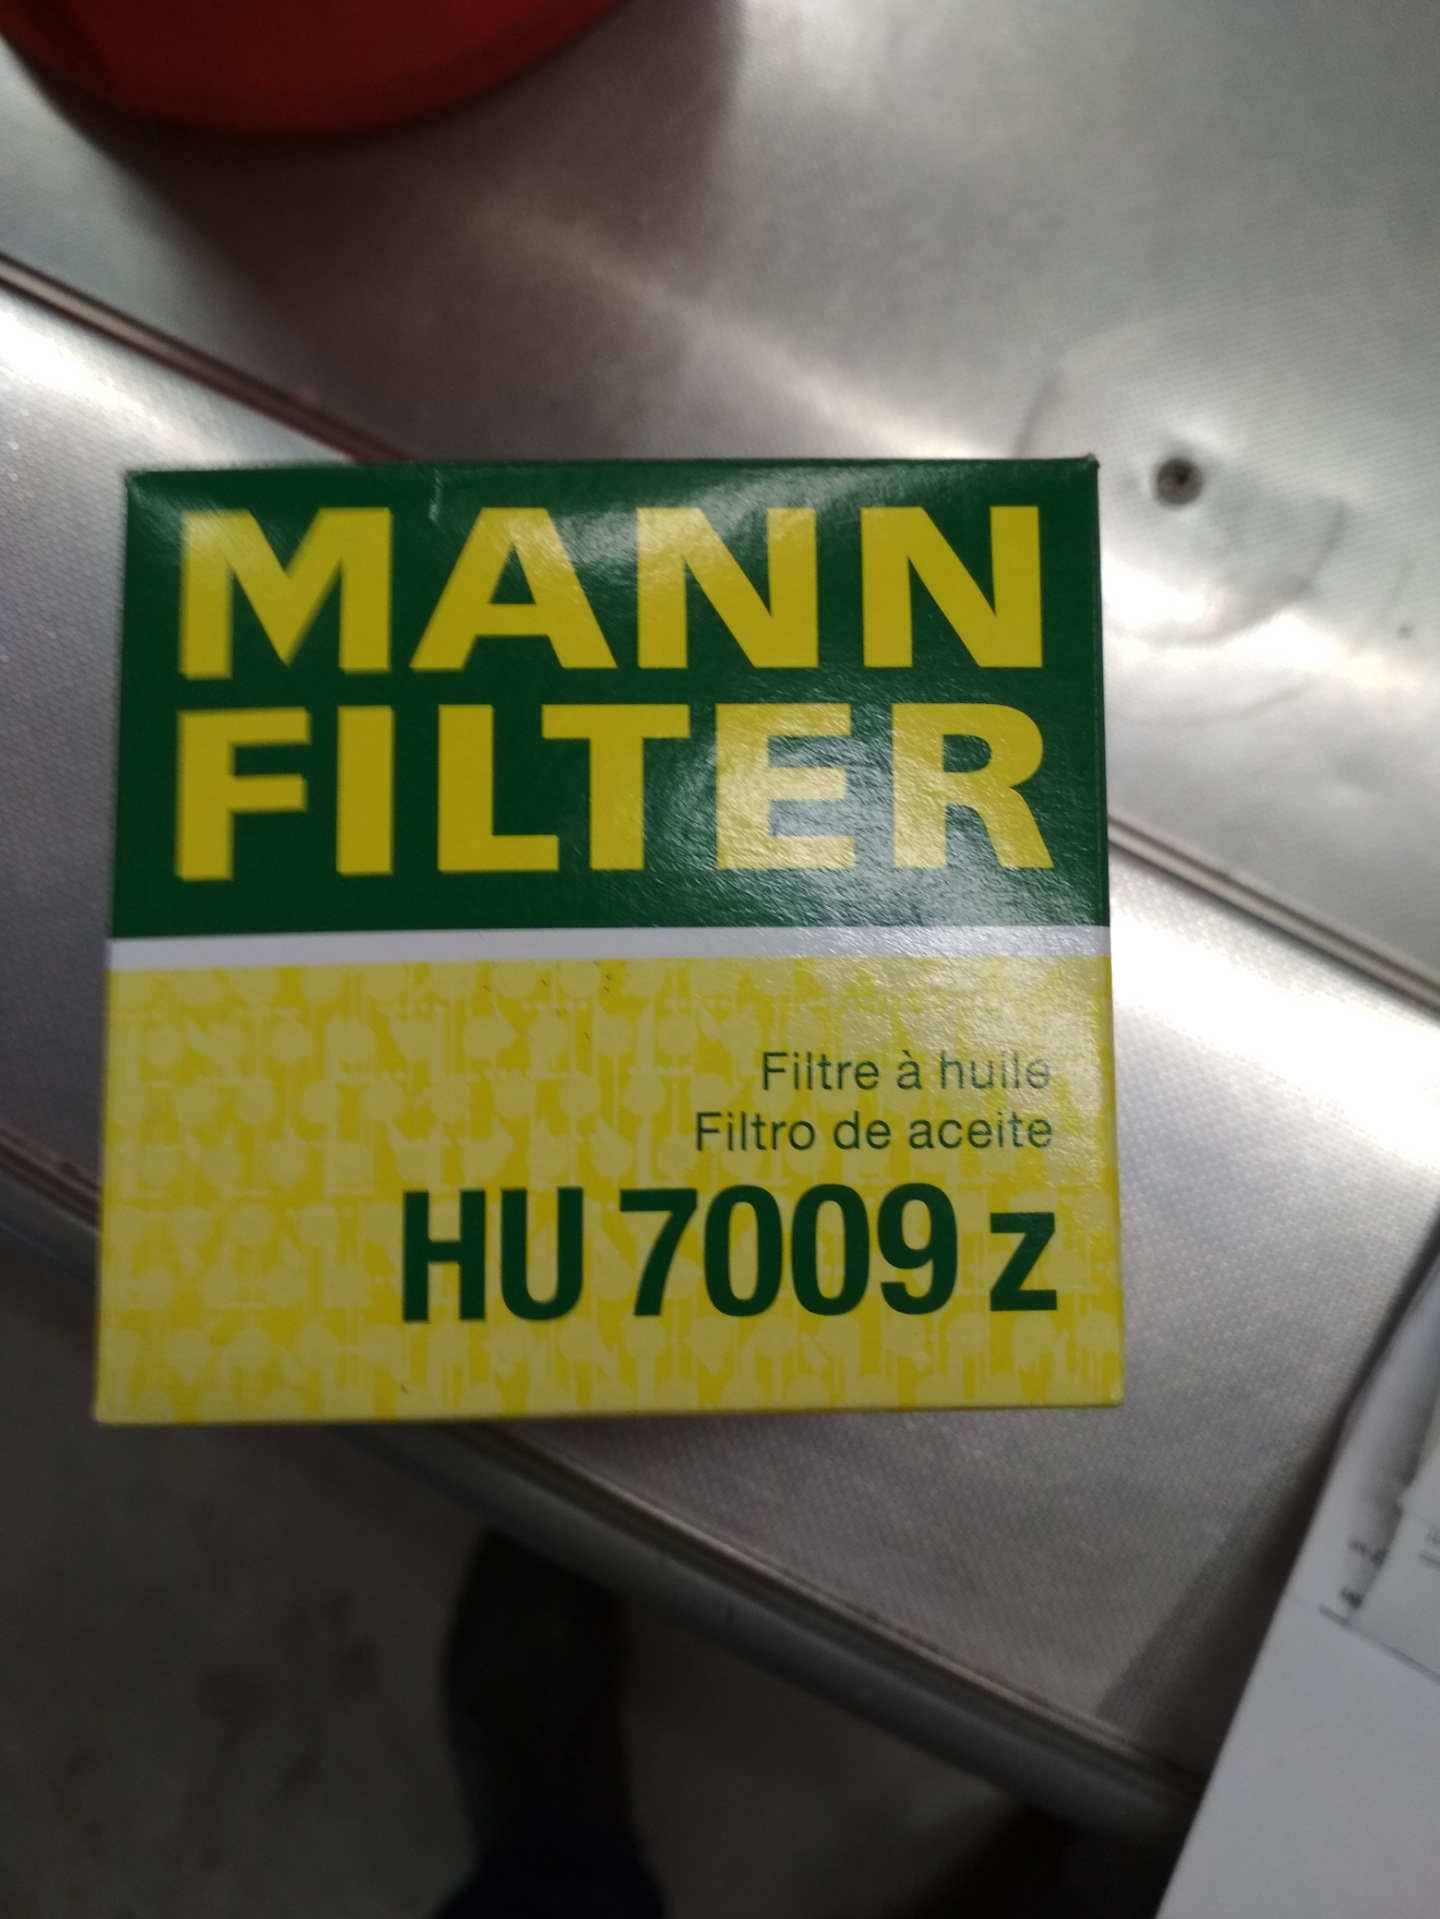 MANN
FILTER
Filtre à huile
Filtro de aceite
HU 7009 z